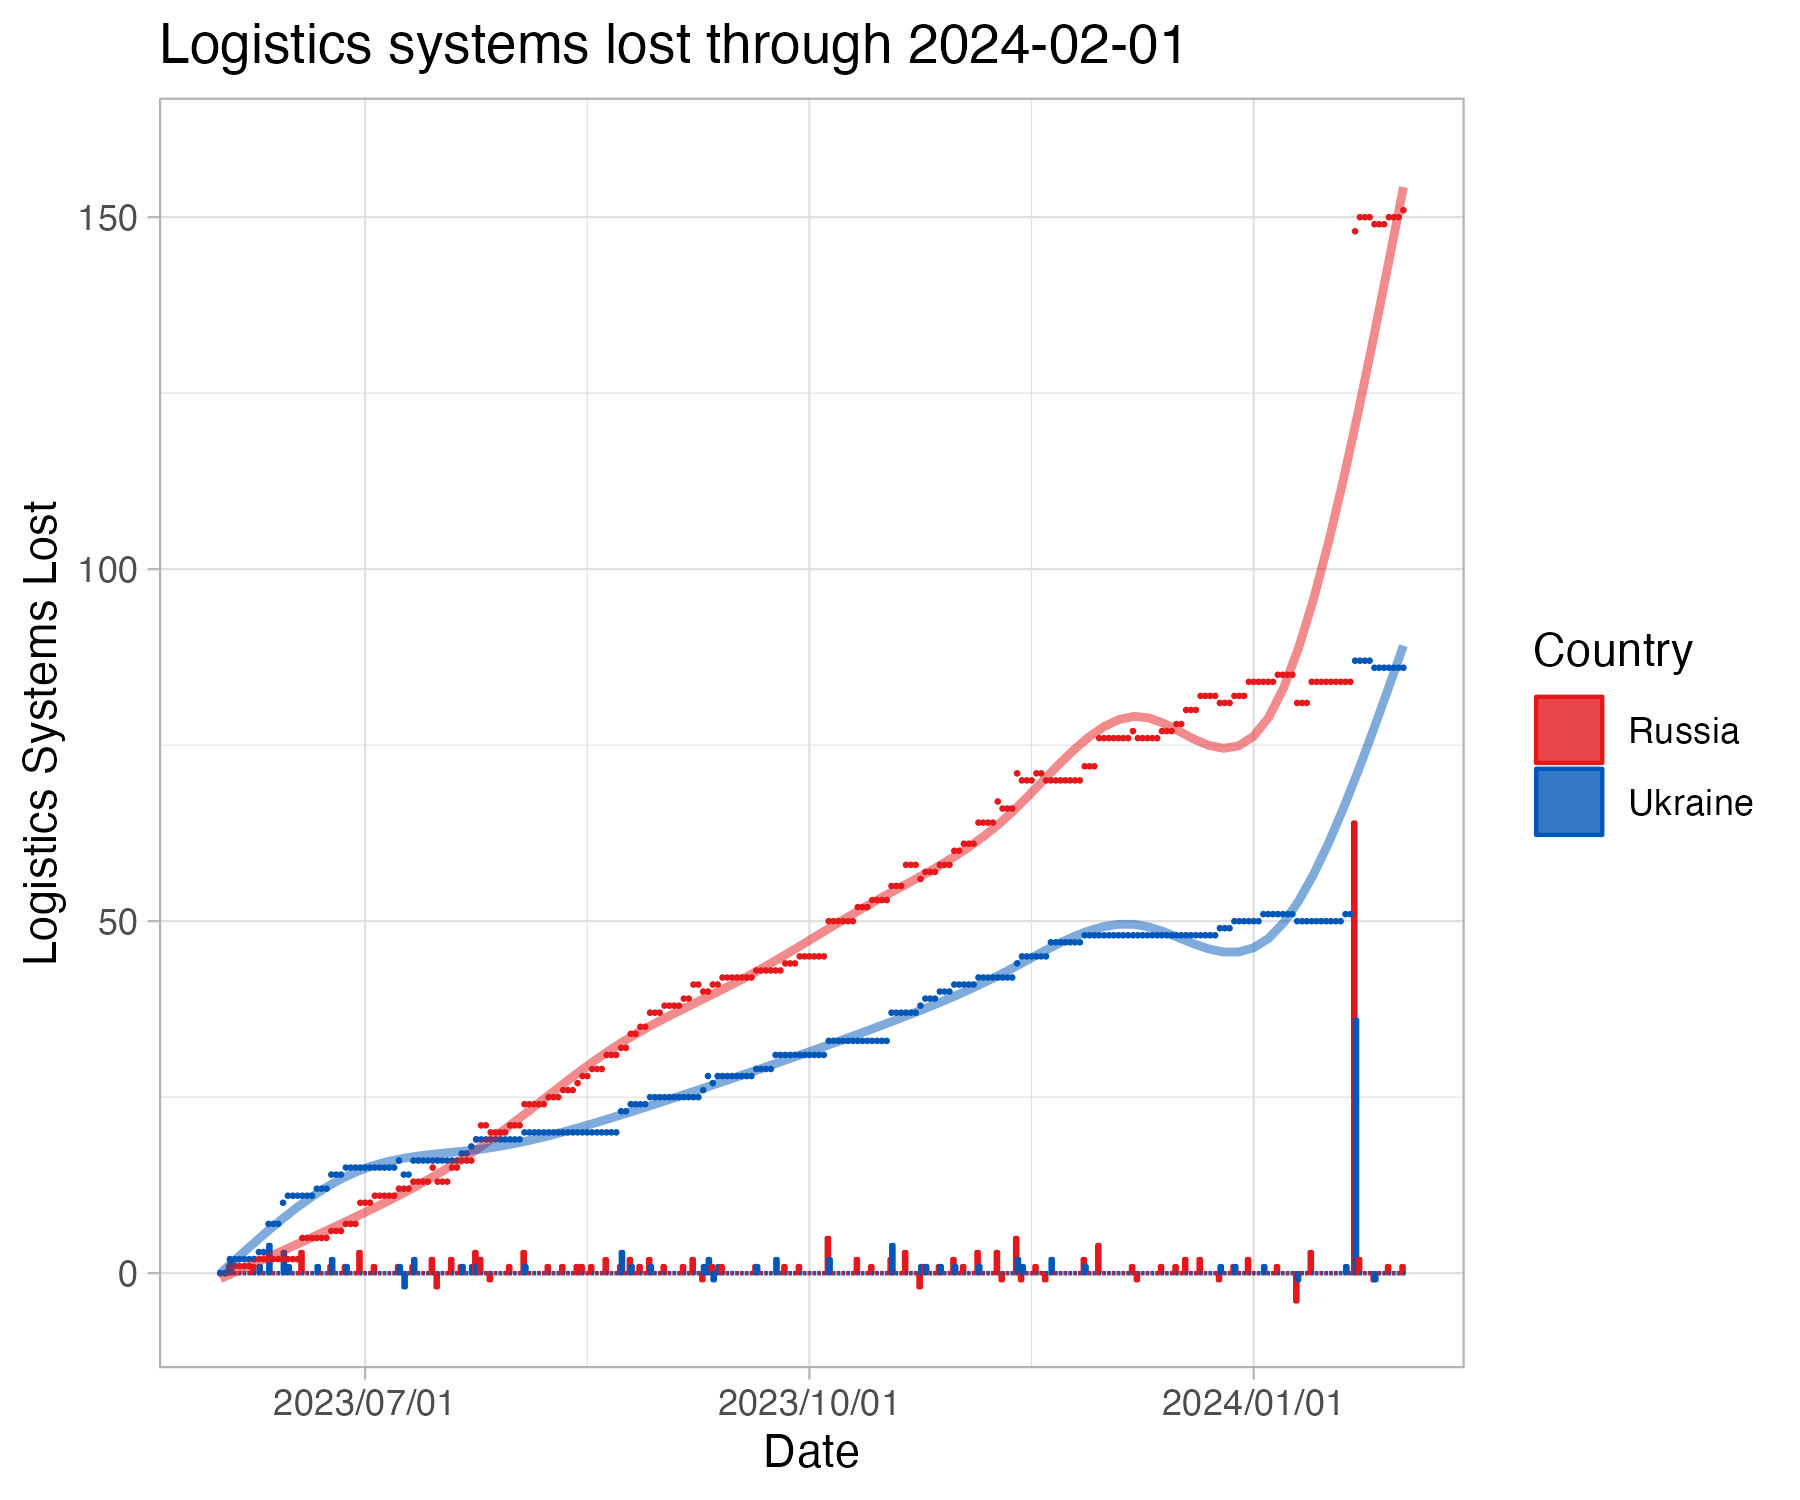 Logistics systems lost through 2024-02-01
Logistics Systems Lost
150
100
50
0
2023/07/01
2023/10/01
2024/01/01
Date
Country
Russia
Ukraine